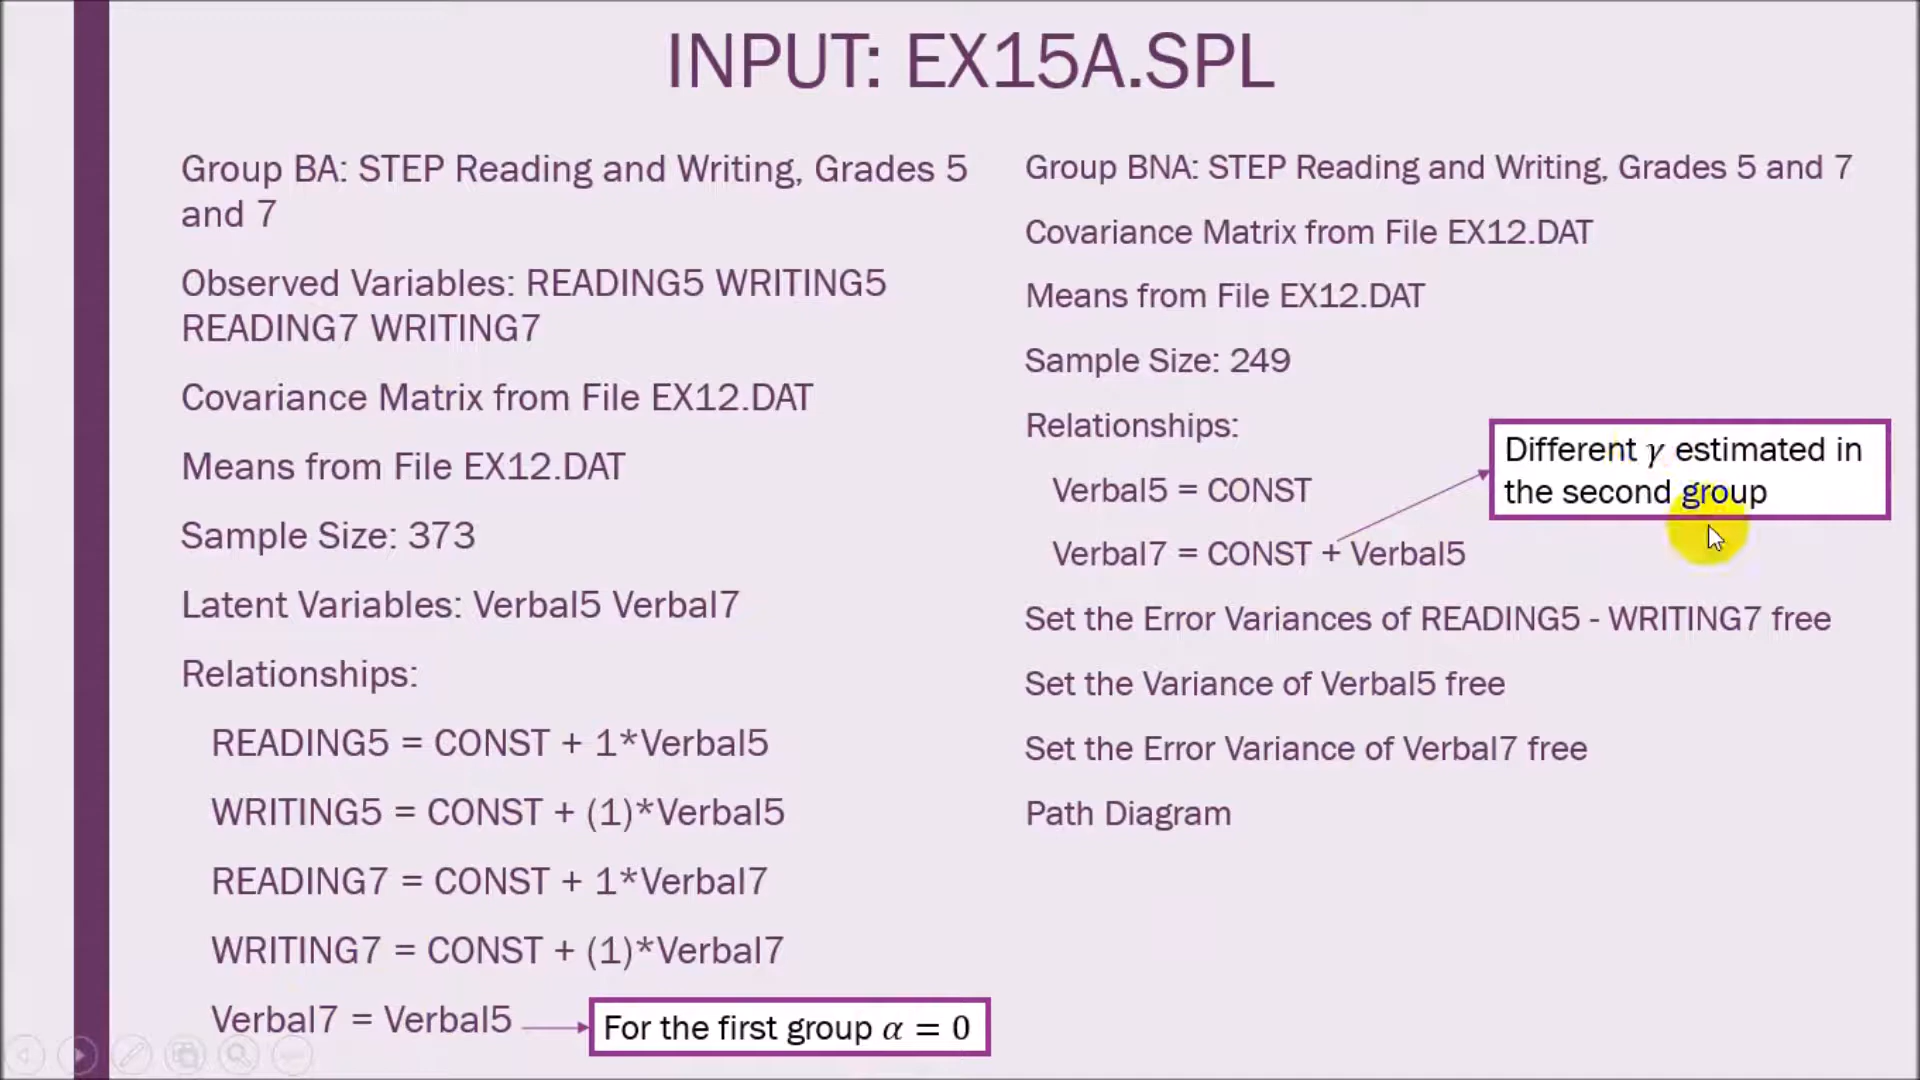 INPUT: EX15A.SPL
Group BA: STEP Reading and Writing, Grades 5
and 7
Observed Variables: READING5 WRITING5
READING7 WRITING7
Covariance Matrix from File EX12.DAT
Means from File EX12.DAT
Sample Size: 373
Latent Variables: Verbal5 Verbal7
Relationships:
READING5 = CONST + 1*Verbal5
WRITING5 = CONST + (1)*Verbal5
READING7 = CONST + 1*Verbal7
WRITING7 = CONST + (1)*Verbal7
Verbal7 = Verbal5
For the first group α = 0
Group BNA: STEP Reading and Writing, Grades 5 and 7
Covariance Matrix from File EX12.DAT
Means from File EX12.DAT
Sample Size: 249
Relationships:
Verbal5 = CONST
Verbal7 = CONST + Verbal5
Different γ estimated in
the second group
Set the Error Variances of READING5 - WRITING7 free
Set the Variance of Verbal5 free
Set the Error Variance of Verbal7 free
Path Diagram